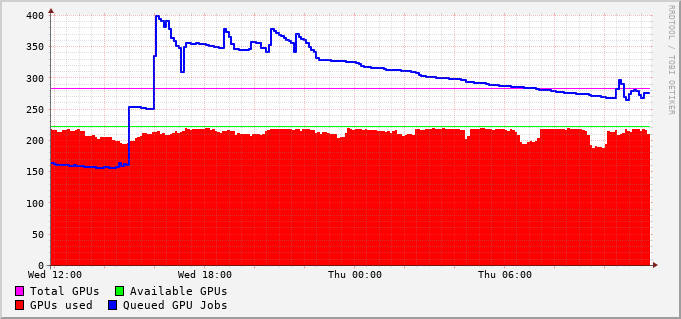 400
350
300
250
200
150
100
50
0
Wed 12:00 Wed 18:00 Thu 00:00 Thu 06:00
Total GPUs Available GPUs
GPUs used Queued GPU Jobs
RRDTOOL / TOBI OETIKER